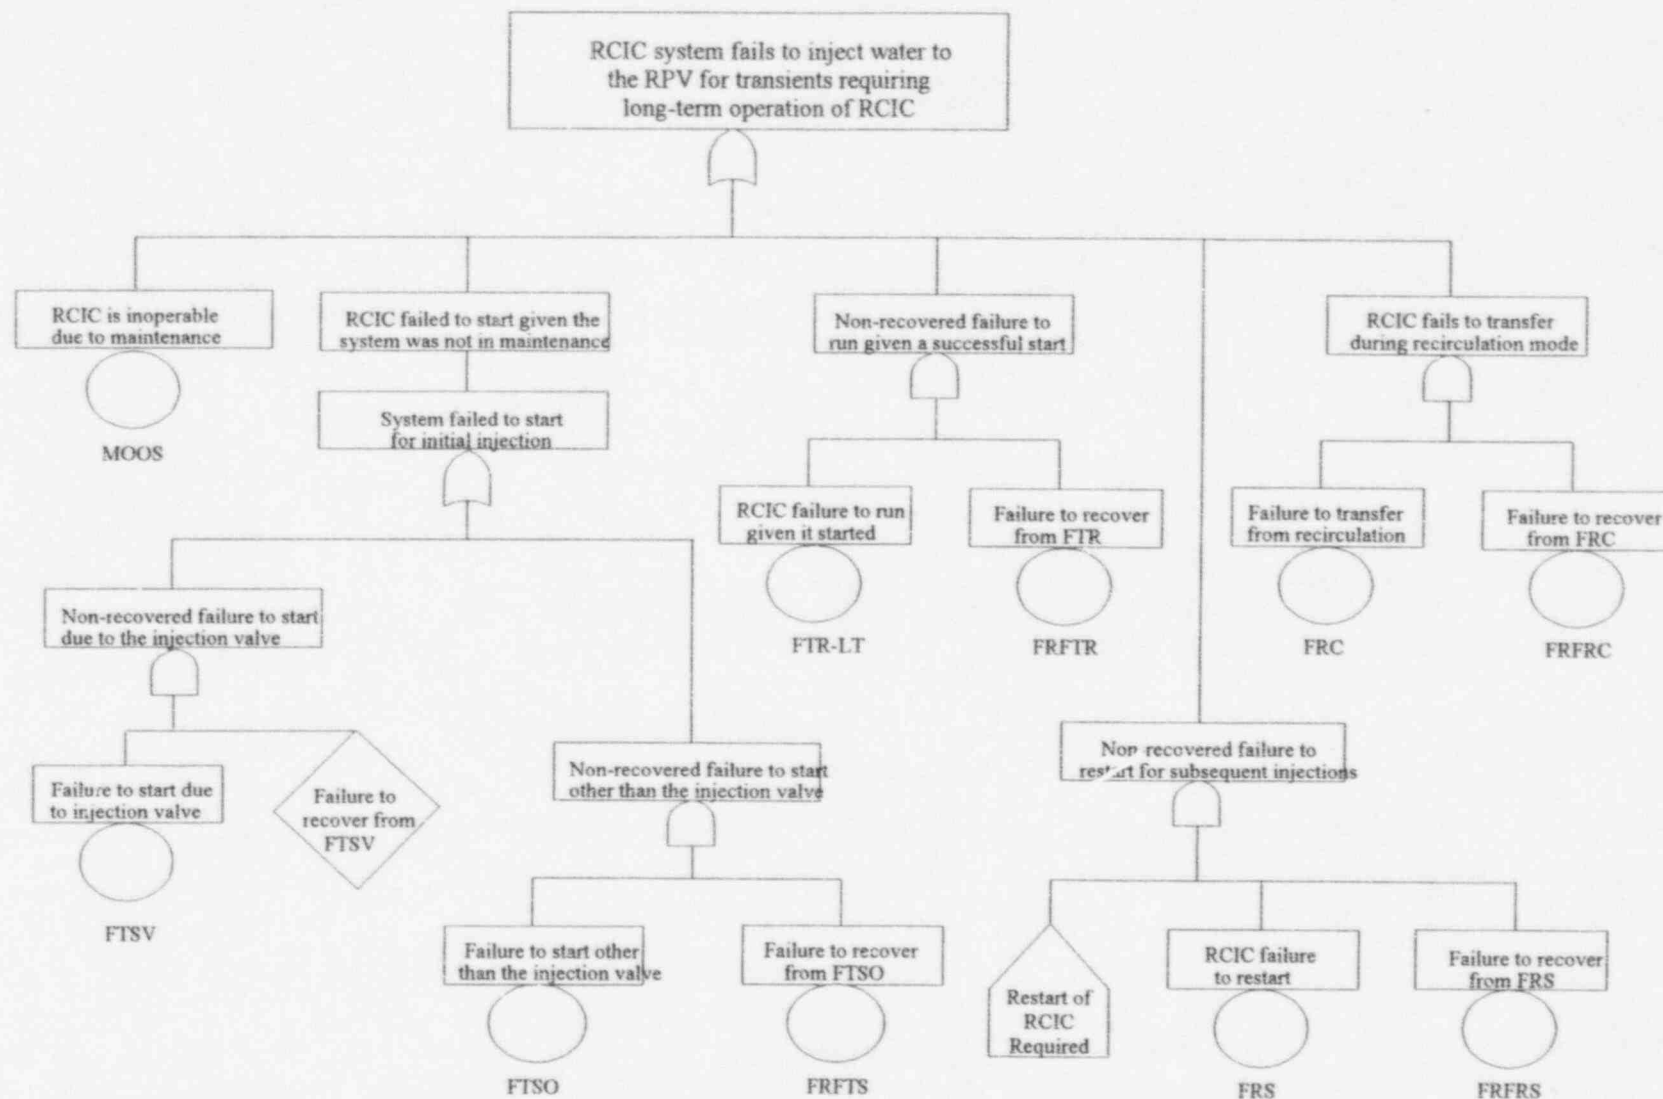 RCIC system fails to inject water to
the RPV for transients requiring
long-term operation of RCIC
RCIC is inoperable
due to maintenance
MOOS
RCIC failed to start given the
system was not in maintenance
System failed to start
for initial injection
Non-recovered failure to
run given a successful start
RCIC fails to transfer
during recirculation mode
RCIC failure to run
given it started
FTR-LT
Failure to recover
from FTR
FRFTR
Failure to transfer
from recirculation
FRC
Failure to recover
from FRC
FRFRC
Non-recovered failure to start
due to the injection valve
Failure to start due
to injection valve
FTSV
Failure to
recover from
FTSV
Non-recovered failure to start
other than the injection valve
Failure to start other
than the injection valve
FTSO
Failure to recover
from FTSO
FRFTS
Non-recovered failure to
restart for subsequent injections
Restart of
RCIC
Required
RCIC failure
to restart
FRS
Failure to recover
from FRS
FRFRS